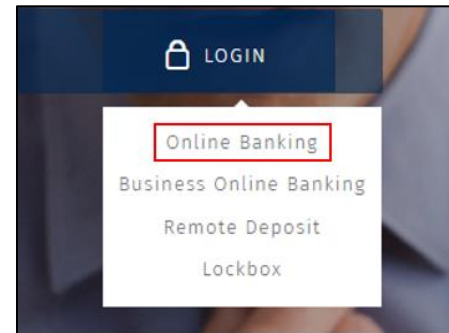 LOGIN
Online Banking
Business Online Banking
Remote Deposit
Lockbox